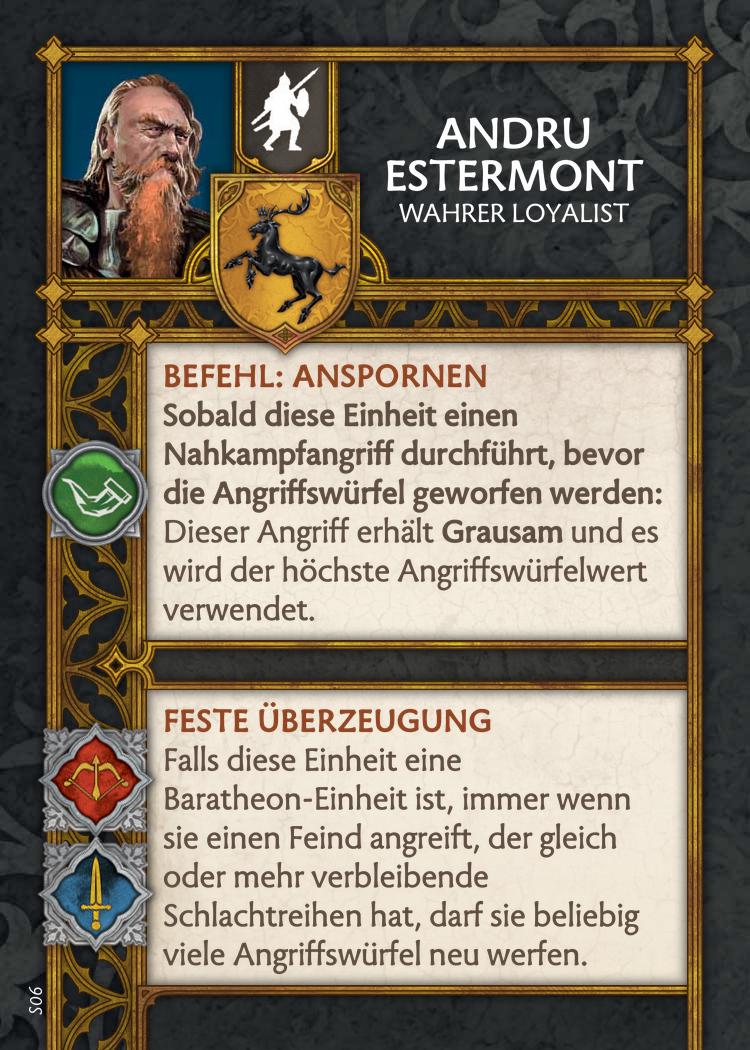 ANDRU
ESTERMONT
WAHRER LOYALIST
BEFEHL: ANSPORNEN
Sobald diese Einheit einen
Nahkampfangriff durchführt, bevor
die Angriffswürfel geworfen werden:
Dieser Angriff erhält Grausam und es
wird der höchste Angriffswürfelwert
verwendet.
FESTE ÜBERZEUGUNG
Falls diese Einheit eine
Baratheon-Einheit ist, immer wenn
sie einen Feind angreift, der gleich
oder mehr verbleibende
Schlachtreihen hat, darf sie beliebig
viele Angriffswürfel neu werfen.
S06